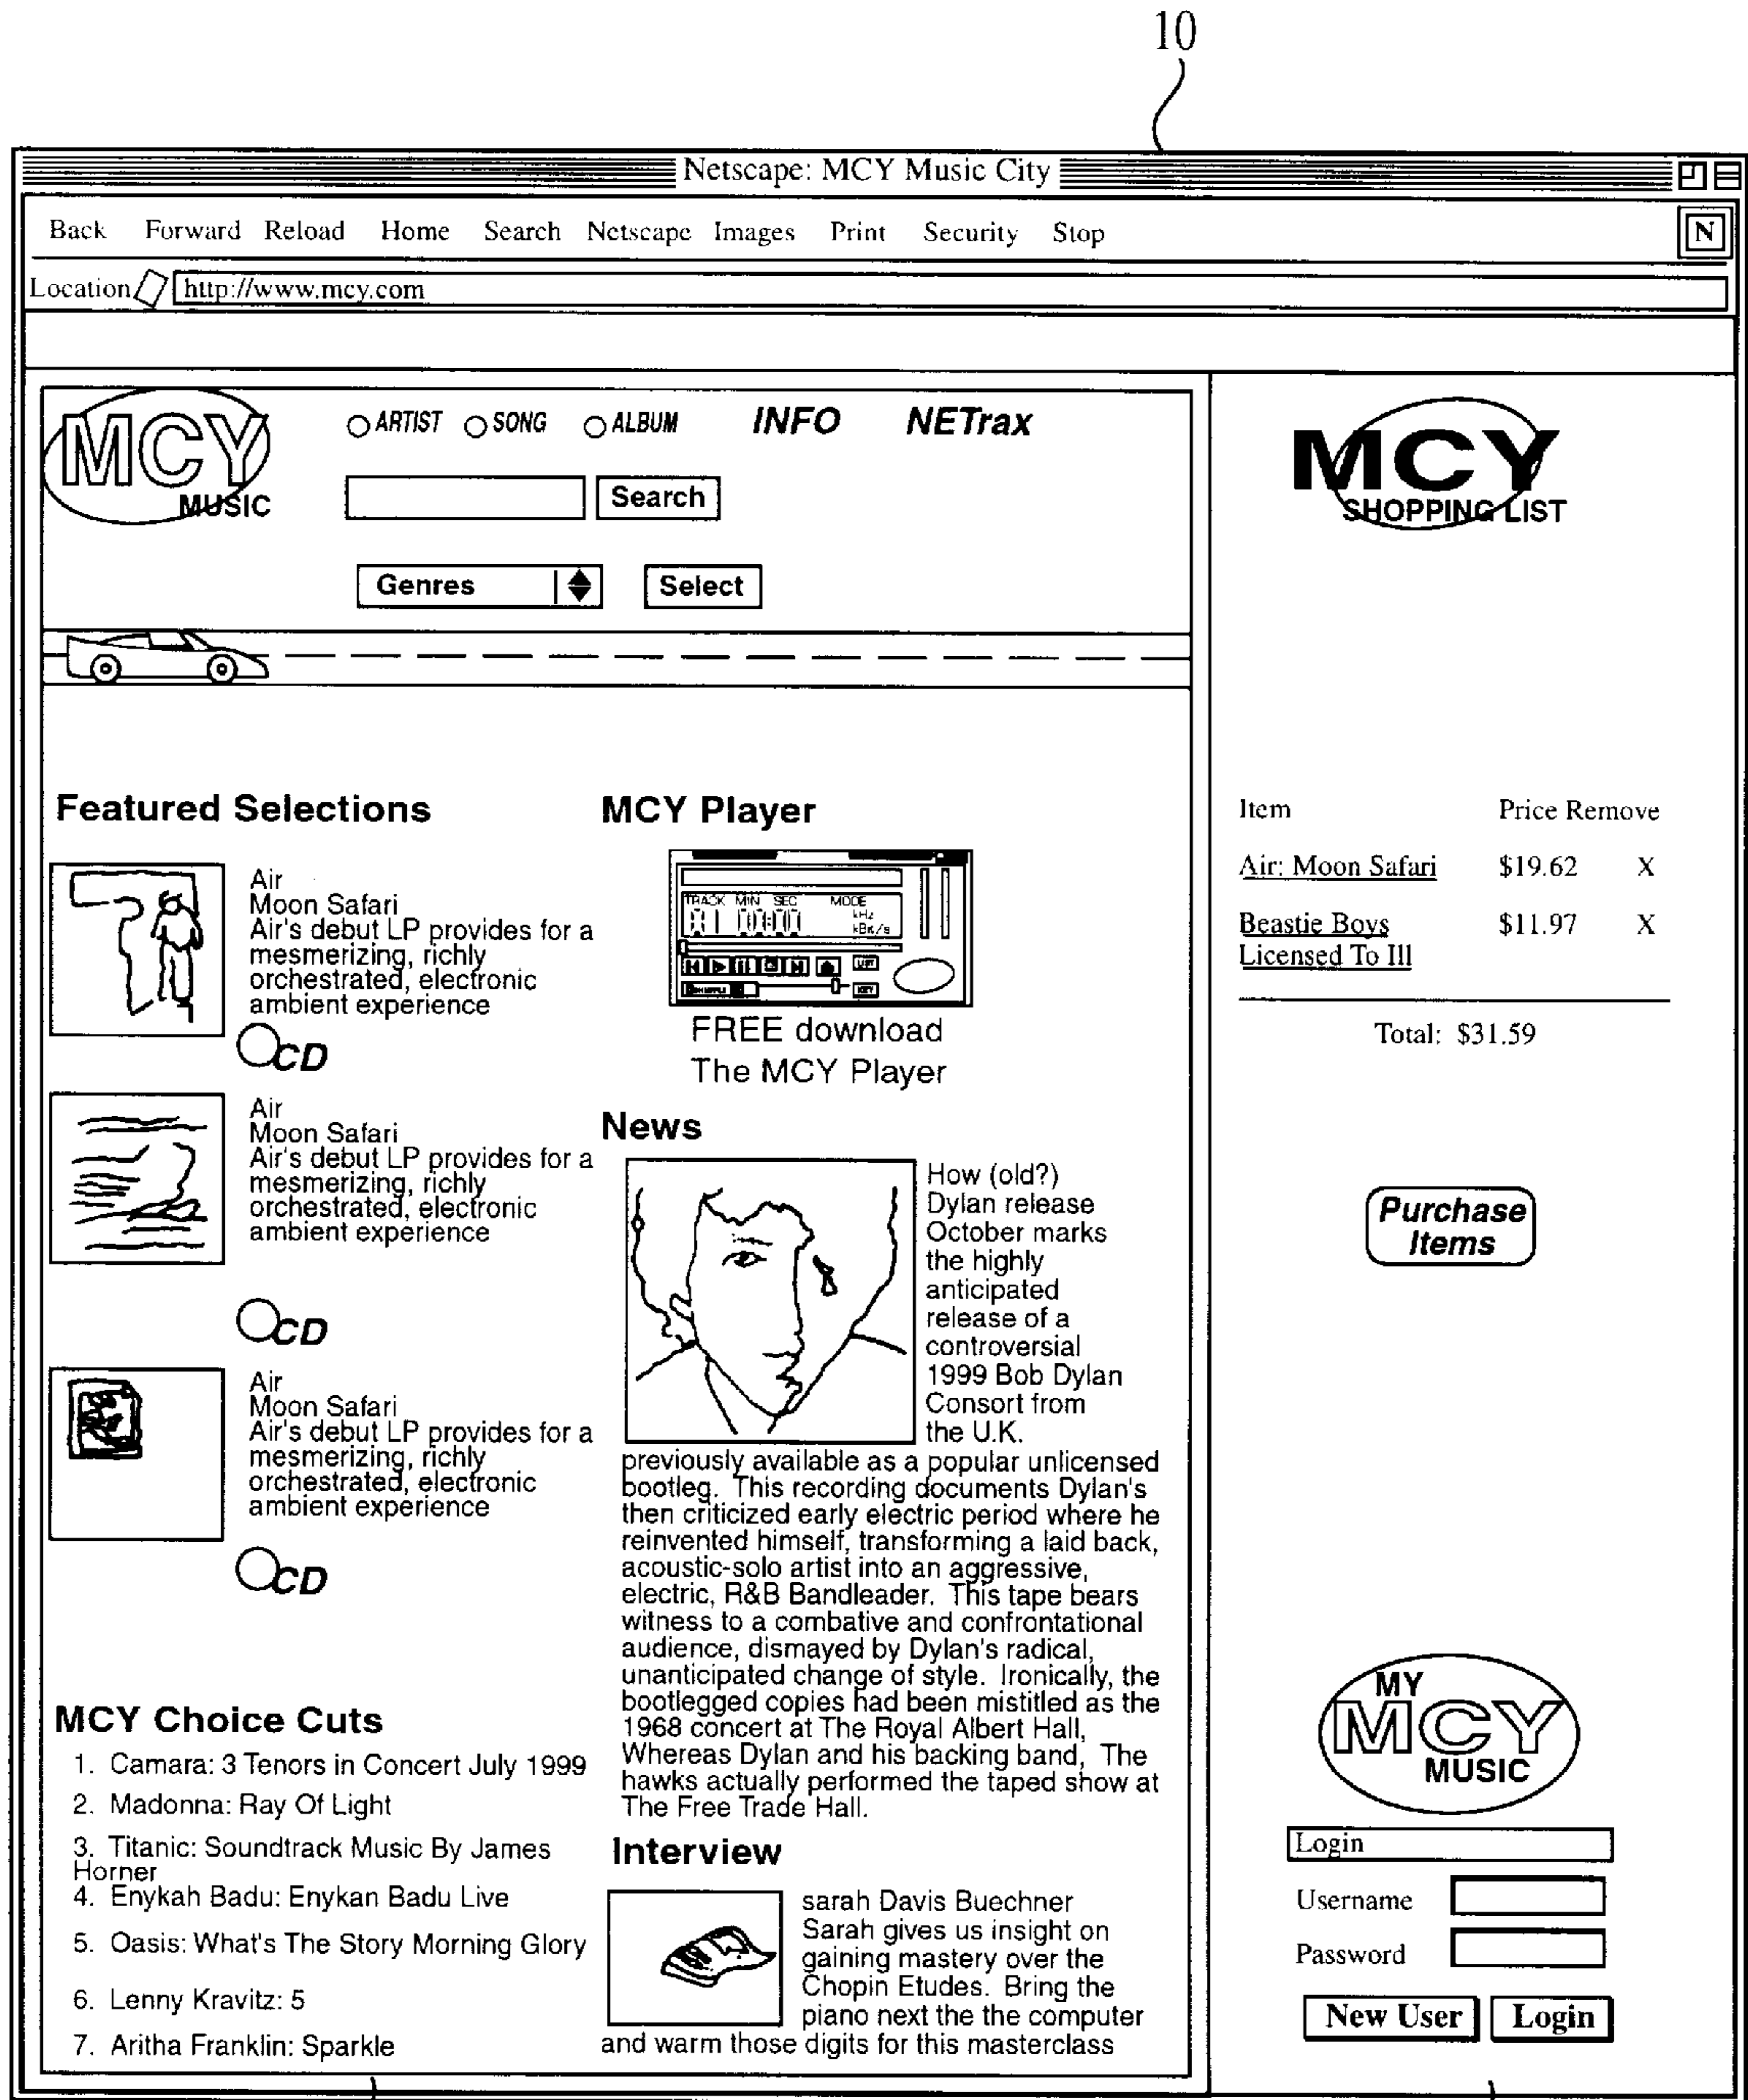 10
Netscape: MCY Music City
Back Forward Reload Home Search Netscape Images Print Security Stop
N
Location http://www.mcy.com
MCY
MUSIC
ARTIST SONG ALBUM INFO NETrax
Search
Genres Select
Featured Selections
Air
Moon Safari
Air's debut LP provides for a
mesmerizing, richly
orchestrated, electronic
ambient experience
CD
Air
Moon Safari
Air's debut LP provides for a
mesmerizing, richly
orchestrated, electronic
ambient experience
CD
Air
Moon Safari
Air's debut LP provides for a
mesmerizing, richly
orchestrated, electronic
ambient experience
CD
MCY Choice Cuts
1. Camara: 3 Tenors in Concert July 1999
2. Madonna: Ray Of Light
3. Titanic: Soundtrack Music By James
Horner
4. Enykah Badu: Enykan Badu Live
5. Oasis: What's The Story Morning Glory
6. Lenny Kravitz: 5
7. Aritha Franklin: Sparkle
MCY Player
TRACK MIN SEC MODE
01 00:00 kHz
kBit/s
LIST
SHUFFLE KEY
FREE download
The MCY Player
News
How (old?)
Dylan release
October marks
the highly
anticipated
release of a
controversial
1999 Bob Dylan
Consort from
the U.K.
previously available as a popular unlicensed
bootleg. This recording documents Dylan's
then criticized early electric period where he
reinvented himself, transforming a laid back,
acoustic-solo artist into an aggressive,
electric, R&B Bandleader. This tape bears
witness to a combative and confrontational
audience, dismayed by Dylan's radical,
unanticipated change of style. Ironically, the
bootlegged copies had been mistitled as the
1968 concert at The Royal Albert Hall,
Whereas Dylan and his backing band, The
hawks actually performed the taped show at
The Free Trade Hall.
Interview
sarah Davis Buechner
Sarah gives us insight on
gaining mastery over the
Chopin Etudes. Bring the
piano next the the computer
and warm those digits for this masterclass
MCY
SHOPPING LIST
Item Price Remove
Air: Moon Safari $19.62 X
Beastie Boys $11.97 X
Licensed To Ill
Total: $31.59
Purchase
Items
MY
MCY
MUSIC
Login
Username
Password
New User Login